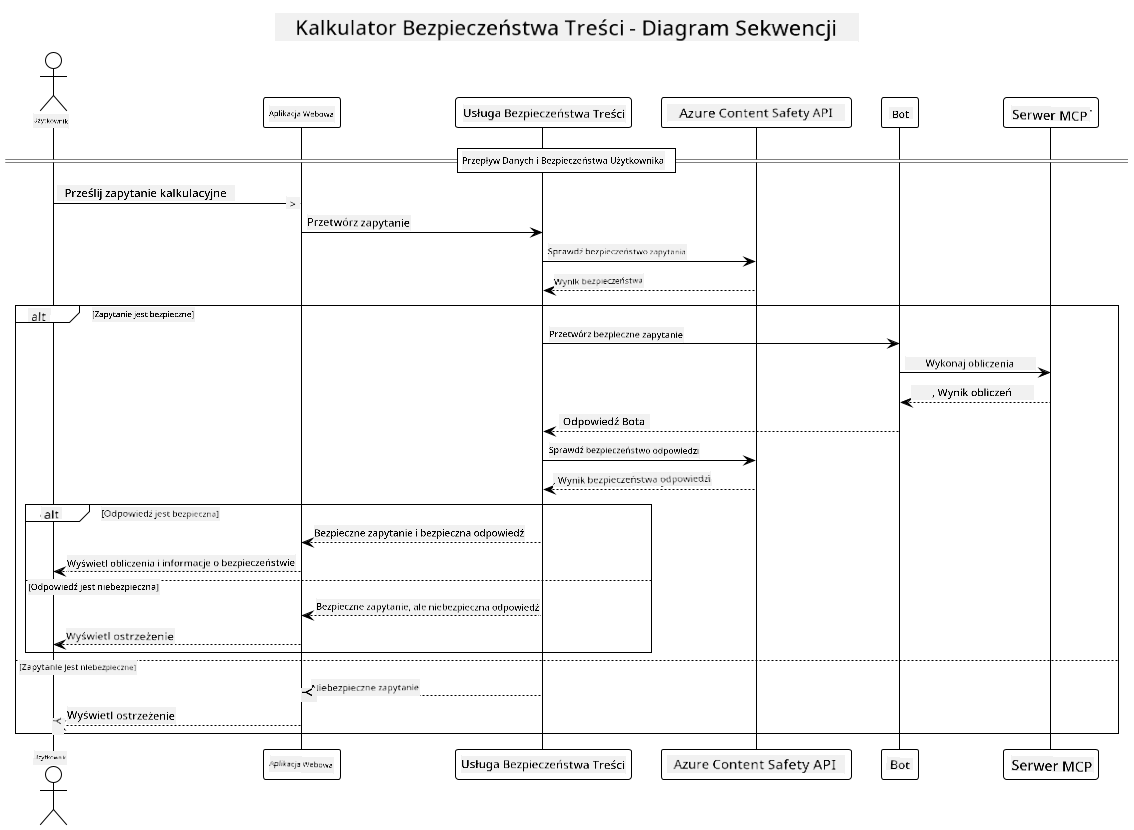 Kalkulator Bezpieczeństwa Treści - Diagram Sekwencji
Użytkownik
Aplikacja Webowa
Usługa Bezpieczeństwa Treści
Azure Content Safety API
Bot
Serwer MCP
Przepływ Danych i Bezpieczeństwa Użytkownika
Prześlij zapytanie kalkulacyjne
>
Przetwórz zapytanie
Sprawdź bezpieczeństwo zapytania
Wynik bezpieczeństwa
alt
[Zapytanie jest bezpieczne]
Przetwórz bezpieczne zapytanie
Wykonaj obliczenia
, Wynik obliczeń
Odpowiedź Bota
Sprawdź bezpieczeństwo odpowiedzi
Wynik bezpieczeństwa odpowiedzi
alt
[Odpowiedź jest bezpieczna]
Bezpieczne zapytanie i bezpieczna odpowiedź
Wyświetl obliczenia i informacje o bezpieczeństwie
[Odpowiedź jest niebezpieczna]
Bezpieczne zapytanie, ale niebezpieczna odpowiedź
Wyświetl ostrzeżenie
[Zapytanie jest niebezpieczne]
Niebezpieczne zapytanie
Wyświetl ostrzeżenie
Użytkownik
Aplikacja Webowa
Usługa Bezpieczeństwa Treści
Azure Content Safety API
Bot
Serwer MCP